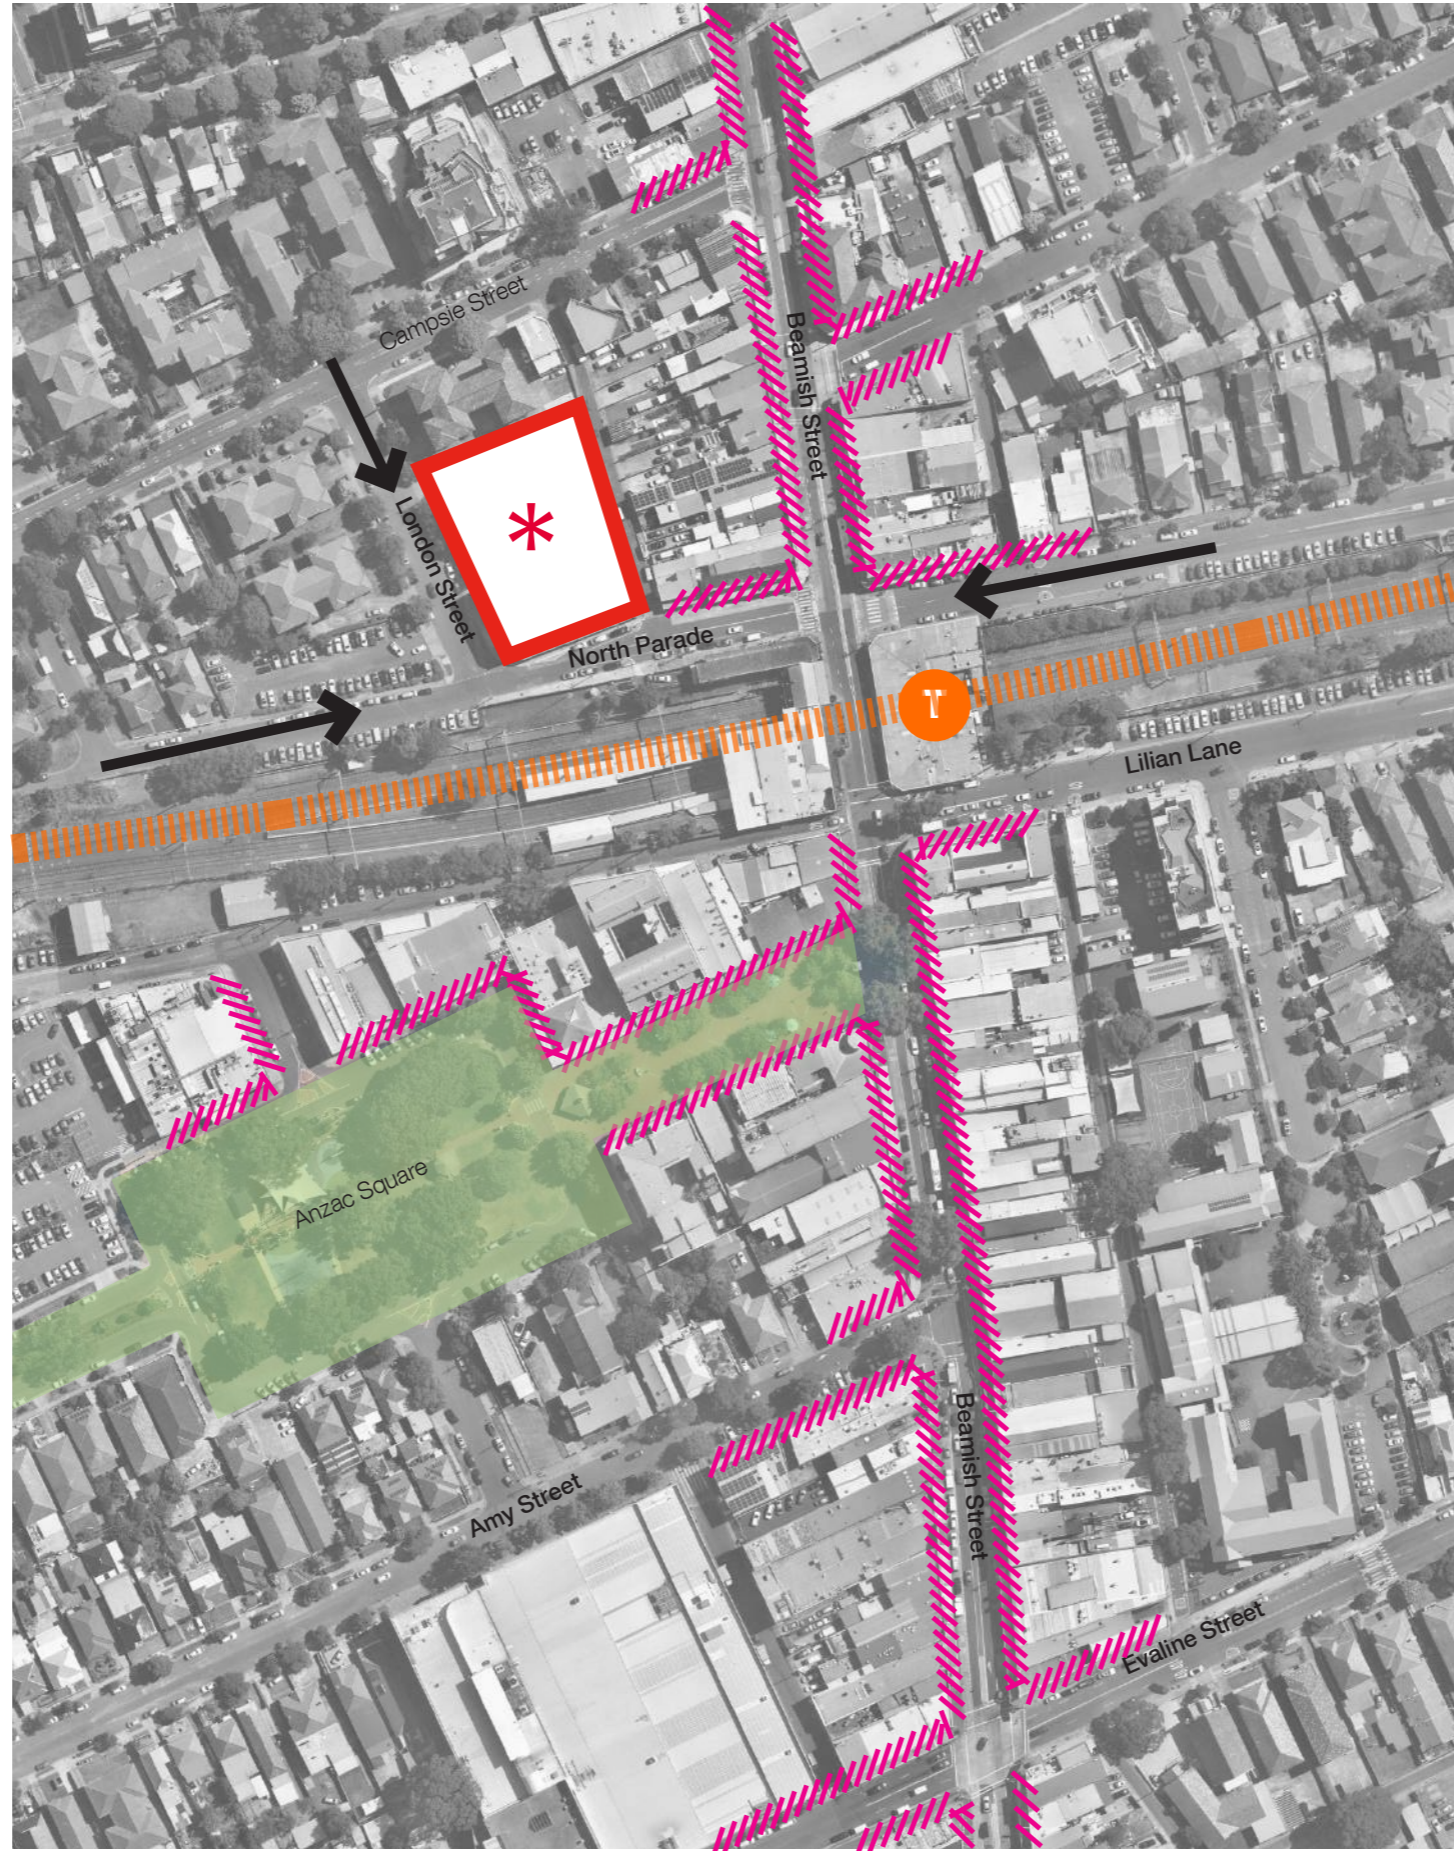 Campsie Street
Beamish Street
*
London Street
North Parade
T
Lilian Lane
Anzac Square
Beamish Street
Amy Street
Evaline Street